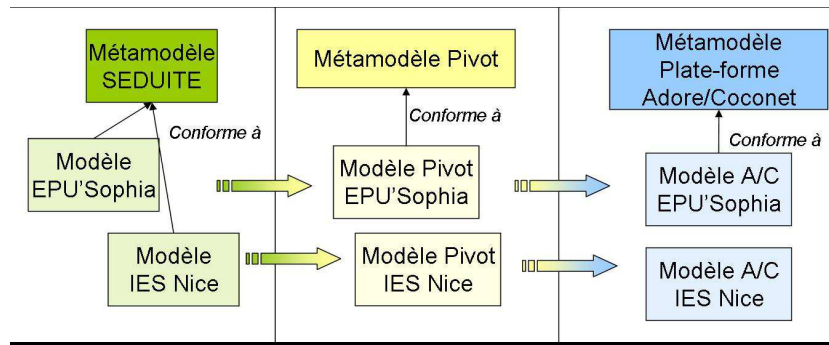 Métamodèle
SEDUITE
Métamodèle Pivot
Métamodèle
Plate-forme
Adore/Coconet
Conforme à
Conforme à
Conforme à
Modèle
EPU'Sophia
Modèle Pivot
EPU'Sophia
Modèle A/C
EPU'Sophia
Modèle
IES Nice
Modèle Pivot
IES Nice
Modèle A/C
IES Nice